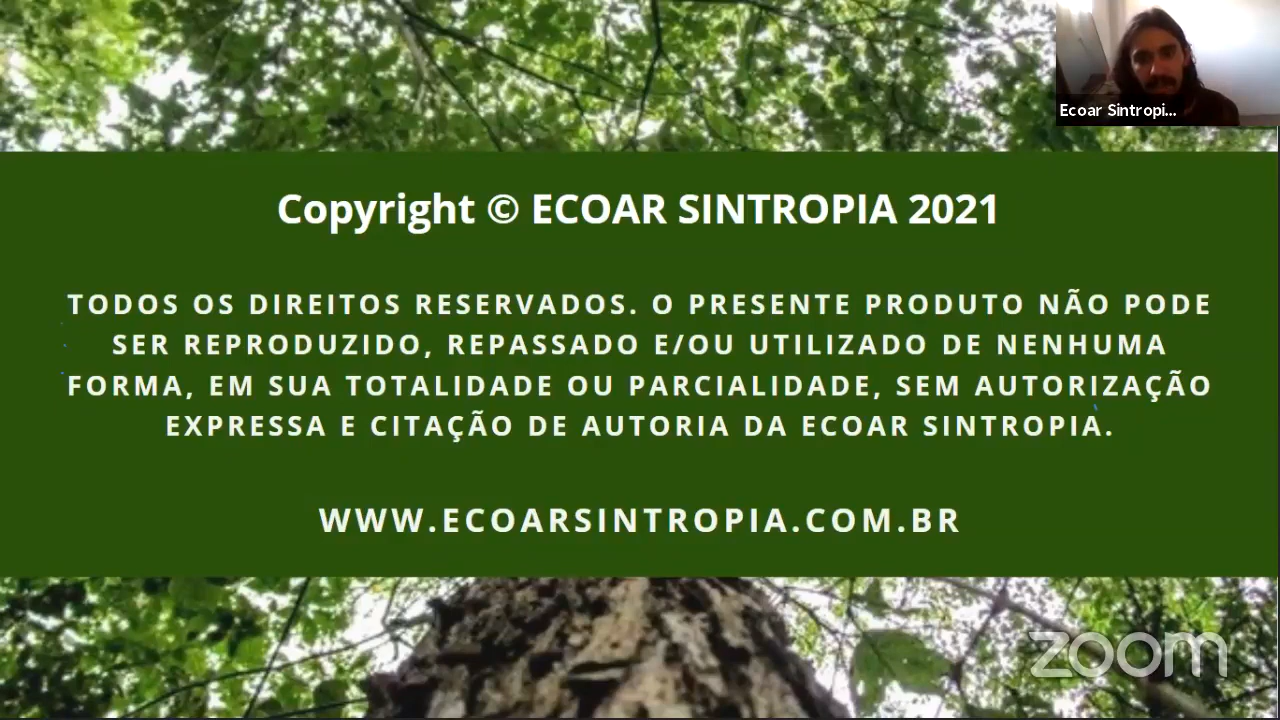 Ecoar Sintropi...
Copyright © ECOAR SINTROPIA 2021
TODOS OS DIREITOS RESERVADOS. O PRESENTE PRODUTO NÃO PODE
SER REPRODUZIDO, REPASSADO E/OU UTILIZADO DE NENHUMA
FORMA, EM SUA TOTALIDADE OU PARCIALIDADE, SEM AUTORIZAÇÃO
EXPRESSA E CITAÇÃO DE AUTORIA DA ECOAR SINTROPIA.
WWW.ECOARSINTROPIA.COM.BR
zoom